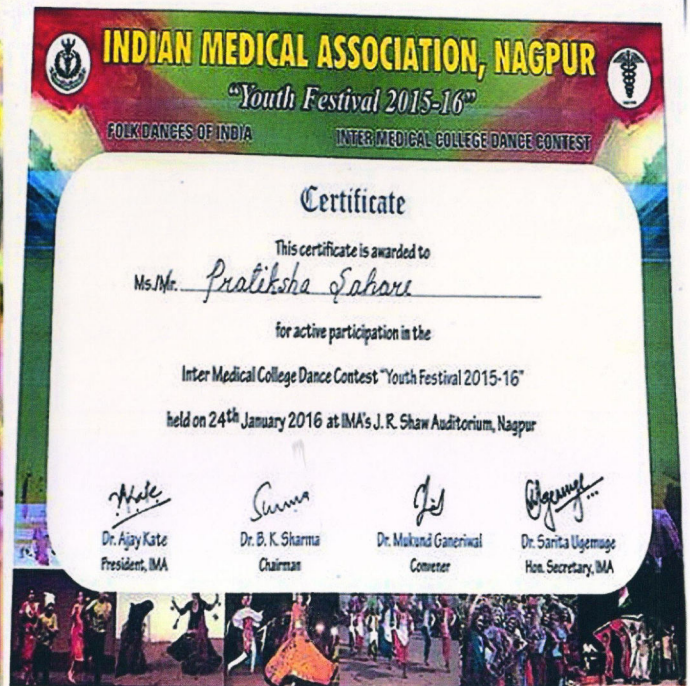 INDIAN MEDICAL ASSOCIATION, NAGPUR
"Youth Festival 2015-16"
FOLK DANCES OF INDIA INTER MEDICAL COLLEGE DANCE CONTEST
Certificate
This certificate is awarded to
Ms./Mr. Pratiksha Sahare
for active participation in the
Inter Medical College Dance Contest "Youth Festival 2015-16"
held on 24th January 2016 at IMA's J. R. Shaw Auditorium, Nagpur
Dr. Ajay Kate Dr. B. K. Sharma Dr. Mukund Ganeriwal Dr. Sarita Ugemuge
President, IMA Chairman Convener Hon. Secretary, IMA